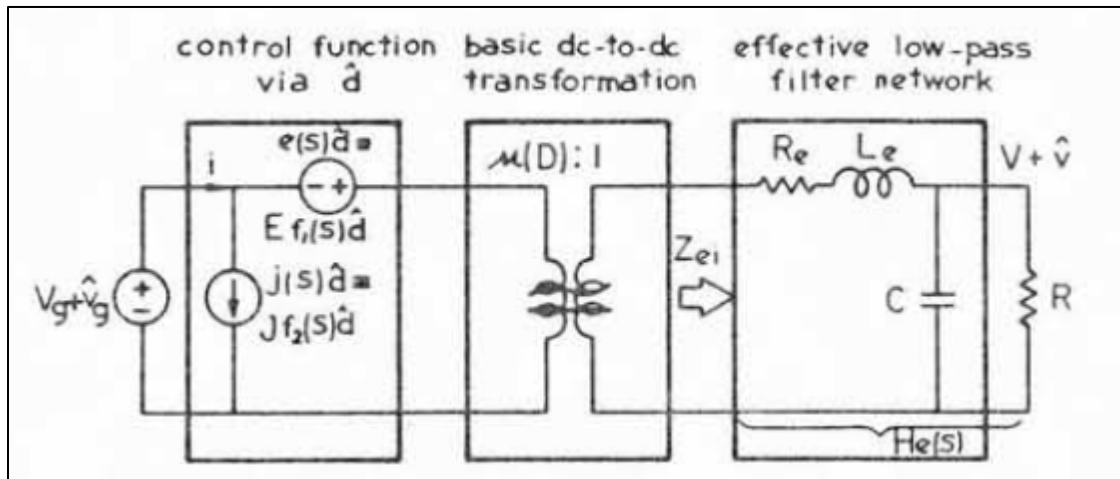 control function
via d̂
basic dc-to-dc
transformation
effective low-pass
filter network
e(s)d̂ =
E f₁(s)d̂
i
j(s)d̂ =
J f₂(s)d̂
Vg+v̂g
+
-
- +
μ(D):1
Zei
Re
Le
C
V + v̂
R
He(s)